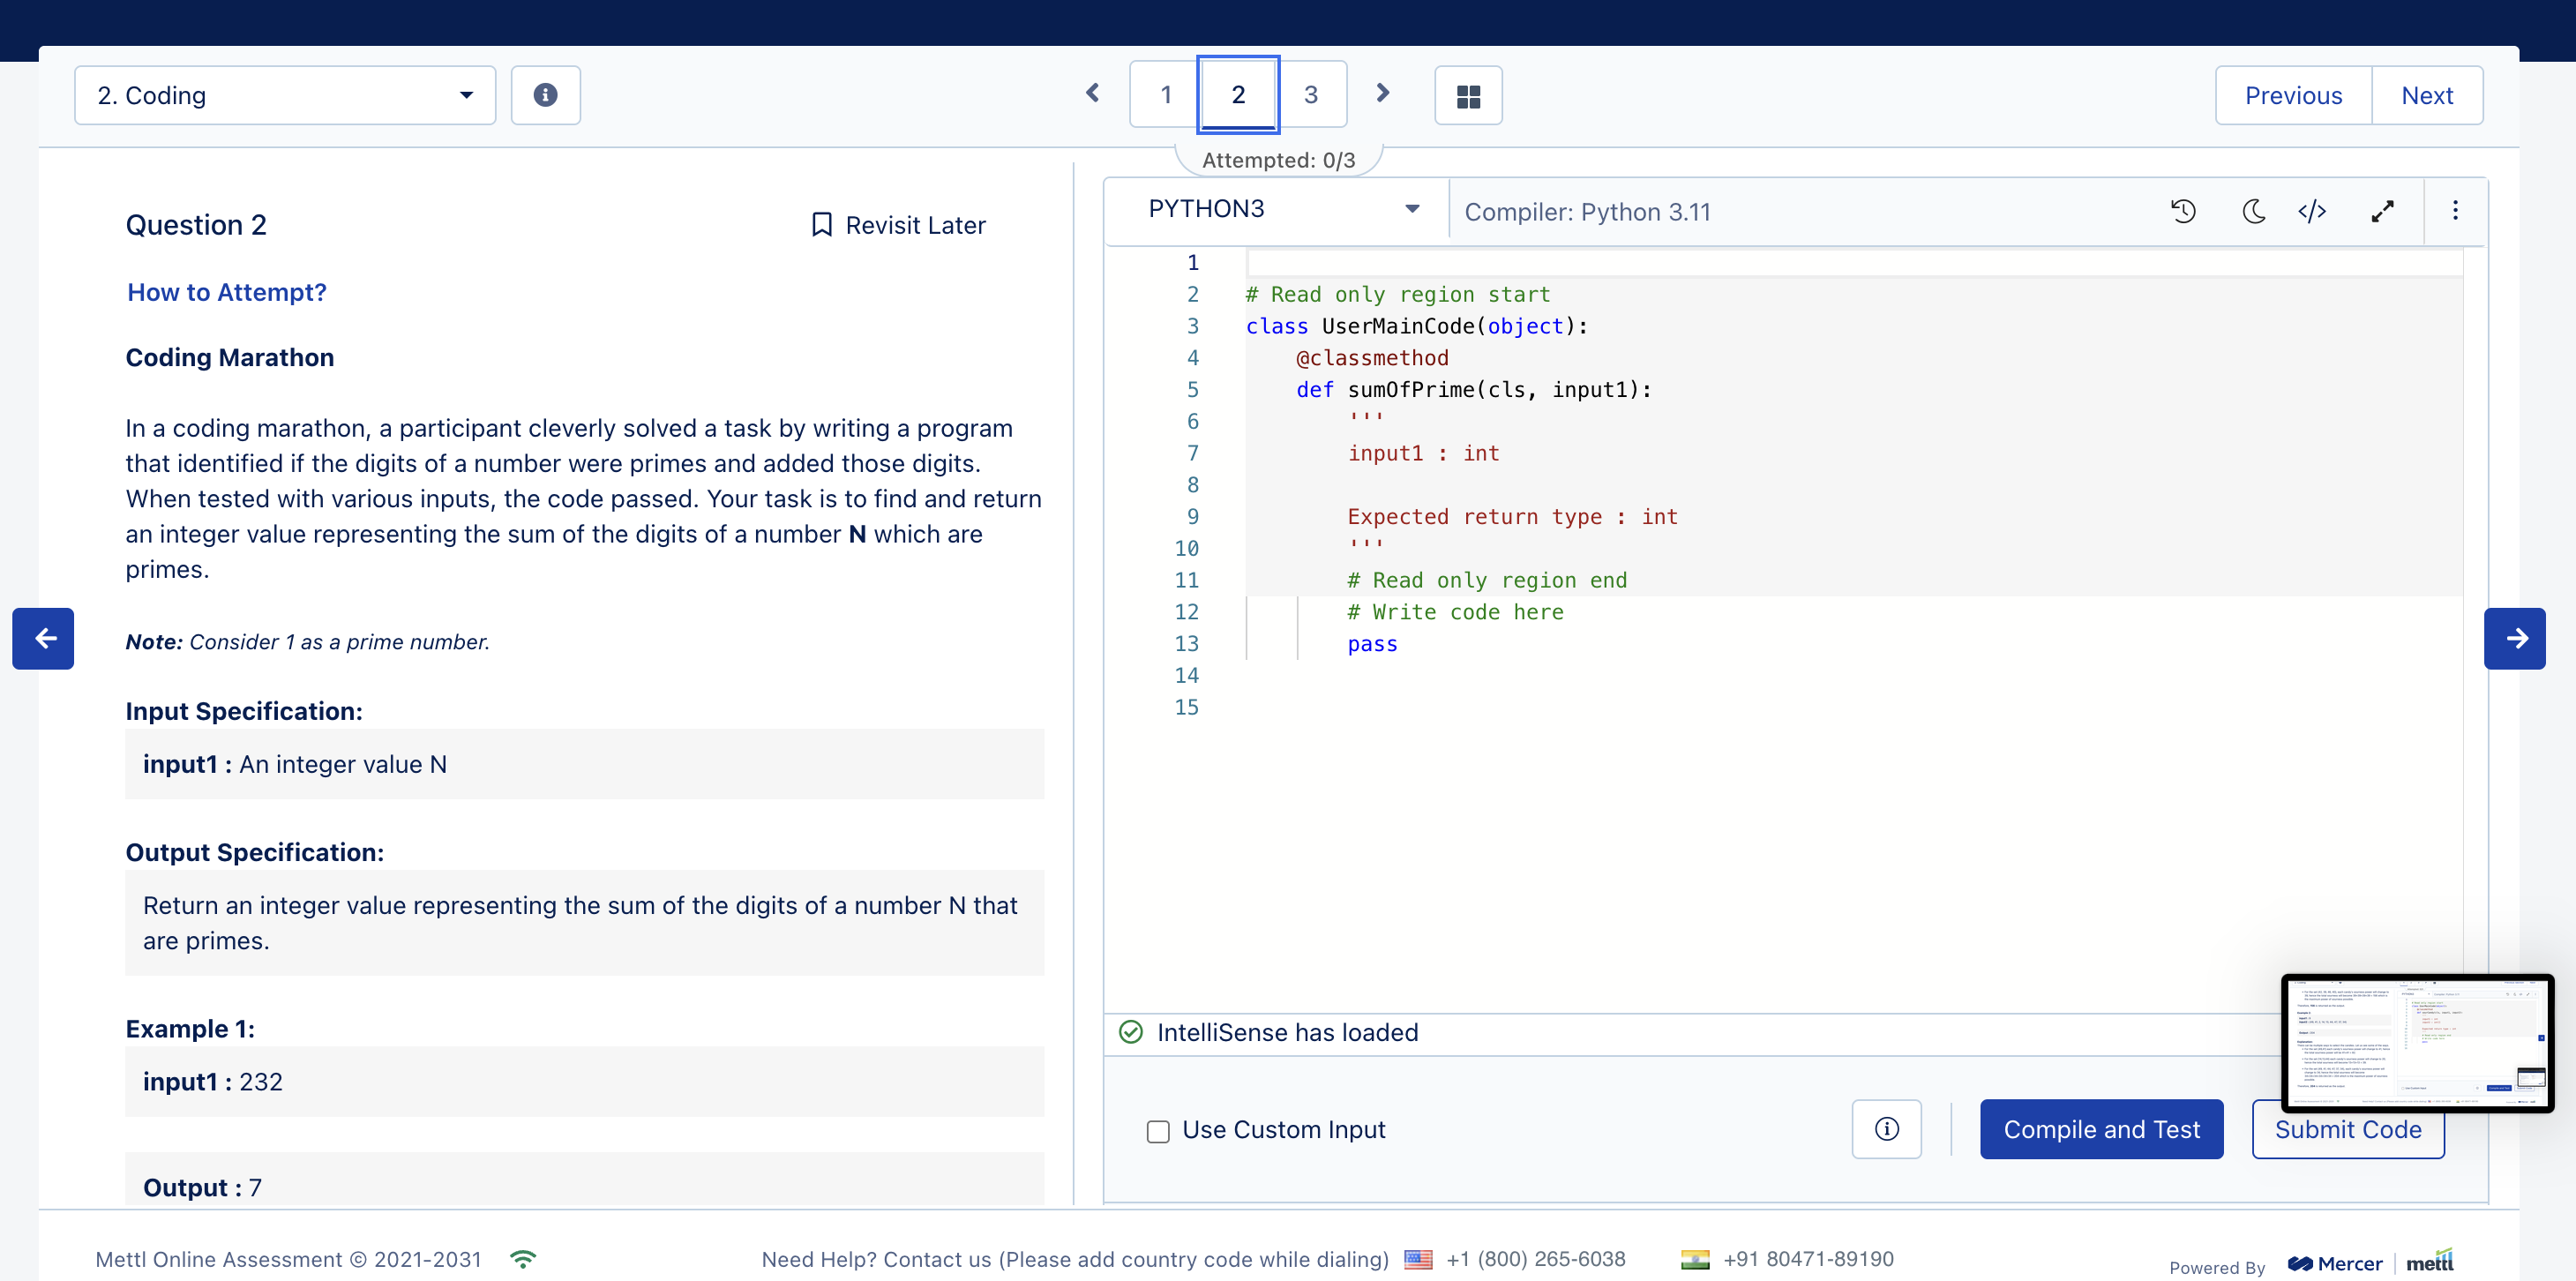 2. Coding
1
2
3
Previous
Next
Attempted: 0/3
Question 2
Revisit Later
How to Attempt?
Coding Marathon
In a coding marathon, a participant cleverly solved a task by writing a program
that identified if the digits of a number were primes and added those digits.
When tested with various inputs, the code passed. Your task is to find and return
an integer value representing the sum of the digits of a number N which are
primes.
Note: Consider 1 as a prime number.
Input Specification:
input1 : An integer value N
Output Specification:
Return an integer value representing the sum of the digits of a number N that
are primes.
Example 1:
input1 : 232
Output : 7
PYTHON3
Compiler: Python 3.11
1
2 # Read only region start
3 class UserMainCode(object):
4 @classmethod
5 def sumOfPrime(cls, input1):
6 '''
7 input1 : int
8
9 Expected return type : int
10 '''
11 # Read only region end
12 # Write code here
13 pass
14
15
IntelliSense has loaded
Use Custom Input
Compile and Test
Submit Code
Mettl Online Assessment © 2021-2031
Need Help? Contact us (Please add country code while dialing)
+1 (800) 265-6038
+91 80471-89190
Powered By
Mercer | mettl